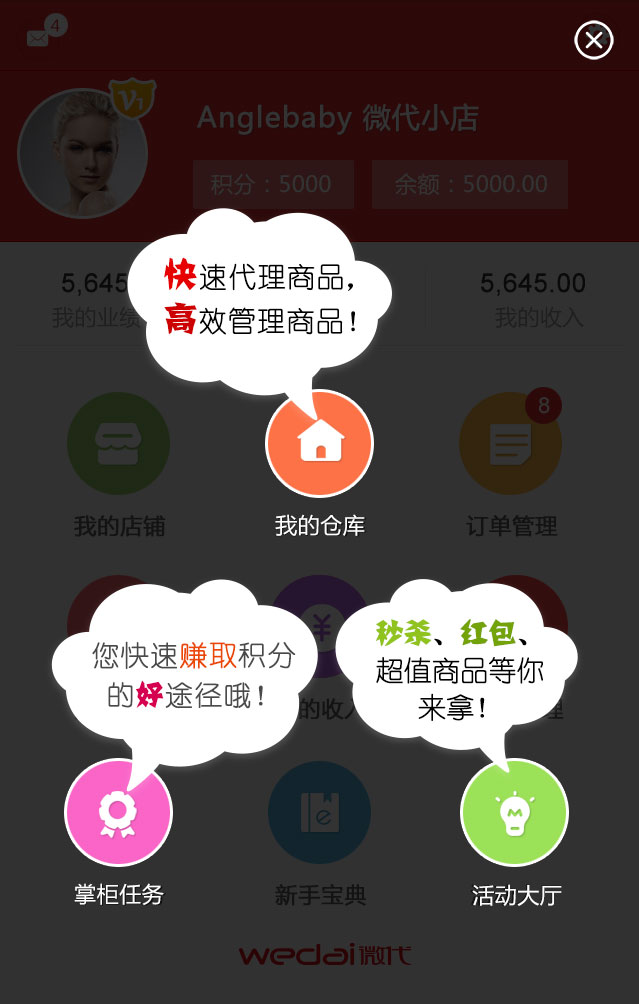 4
V1
Anglebaby 微代小店
积分：5000
余额：5000.00
快速代理商品，
高效管理商品！
5,645
我的业绩
5,645.00
我的收入
8
我的店铺
我的仓库
订单管理
您快速赚取积分
的好途径哦！
秒杀、红包、
超值商品等你
来拿！
¥
的收入
理
掌柜任务
新手宝典
活动大厅
wedai微代